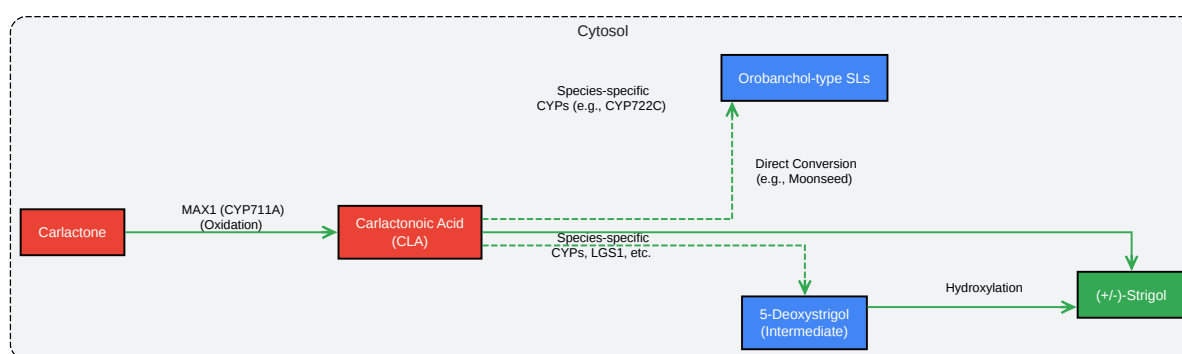 Cytosol
Orobanchol-type SLs
Species-specific
CYPs (e.g., CYP722C)
Direct Conversion
(e.g., Moonseed)
MAX1 (CYP711A)
(Oxidation)
Carlactone
Carlactonoic Acid
(CLA)
Species-specific
CYPs, LGS1, etc.
Hydroxylation
(+/-)-Strigol
5-Deoxystrigol
(Intermediate)